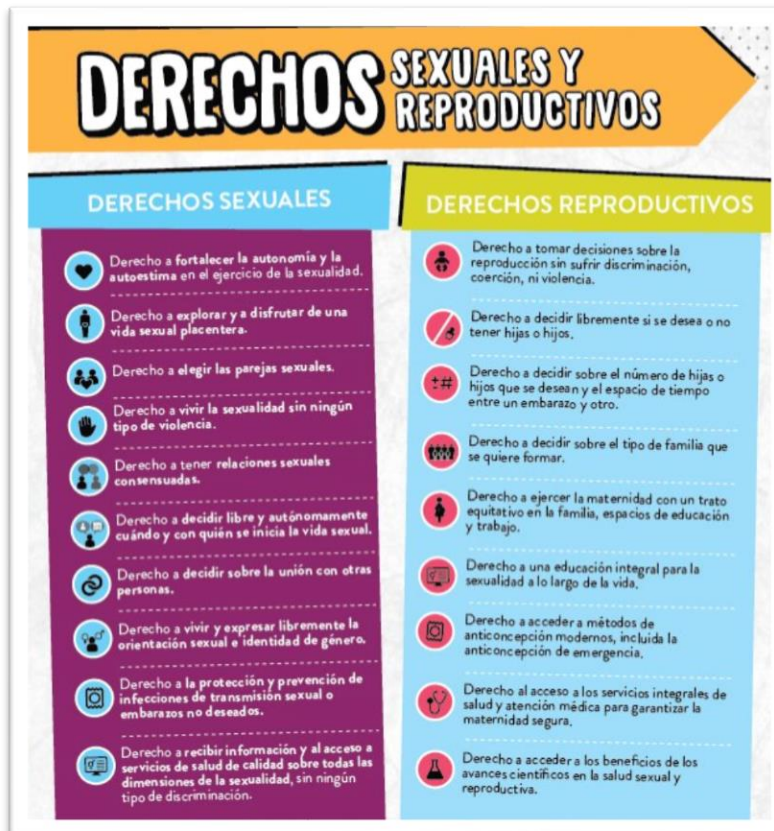 DERECHOS SEXUALES Y
REPRODUCTIVOS
DERECHOS SEXUALES
Derecho a fortalecer la autonomía y la
autoestima en el ejercicio de la sexualidad.
Derecho a explorar y a disfrutar de una
vida sexual placentera.
Derecho a elegir las parejas sexuales.
Derecho a vivir la sexualidad sin ningún
tipo de violencia.
Derecho a tener relaciones sexuales
consensuadas.
Derecho a decidir libre y autónomamente
cuándo y con quién se inicia la vida sexual.
Derecho a decidir sobre la unión con otras
personas.
Derecho a vivir y expresar libremente la
orientación sexual e identidad de género.
Derecho a la protección y prevención de
infecciones de transmisión sexual o
embarazos no deseados.
Derecho a recibir información y al acceso a
servicios de salud de calidad sobre todas las
dimensiones de la sexualidad, sin ningún
tipo de discriminación.
DERECHOS REPRODUCTIVOS
Derecho a tomar decisiones sobre la
reproducción sin sufrir discriminación,
coerción, ni violencia.
Derecho a decidir libremente si se desea o no
tener hijas o hijos.
±#
Derecho a decidir sobre el número de hijas o
hijos que se desean y el espacio de tiempo
entre un embarazo y otro.
Derecho a decidir sobre el tipo de familia que
se quiere formar.
Derecho a ejercer la maternidad con un trato
equitativo en la familia, espacios de educación
y trabajo.
Derecho a una educación integral para la
sexualidad a lo largo de la vida.
Derecho a acceder a métodos de
anticoncepción modernos, incluida la
anticoncepción de emergencia.
Derecho al acceso a los servicios integrales de
salud y atención médica para garantizar la
maternidad segura.
Derecho a acceder a los beneficios de los
avances científicos en la salud sexual y
reproductiva.